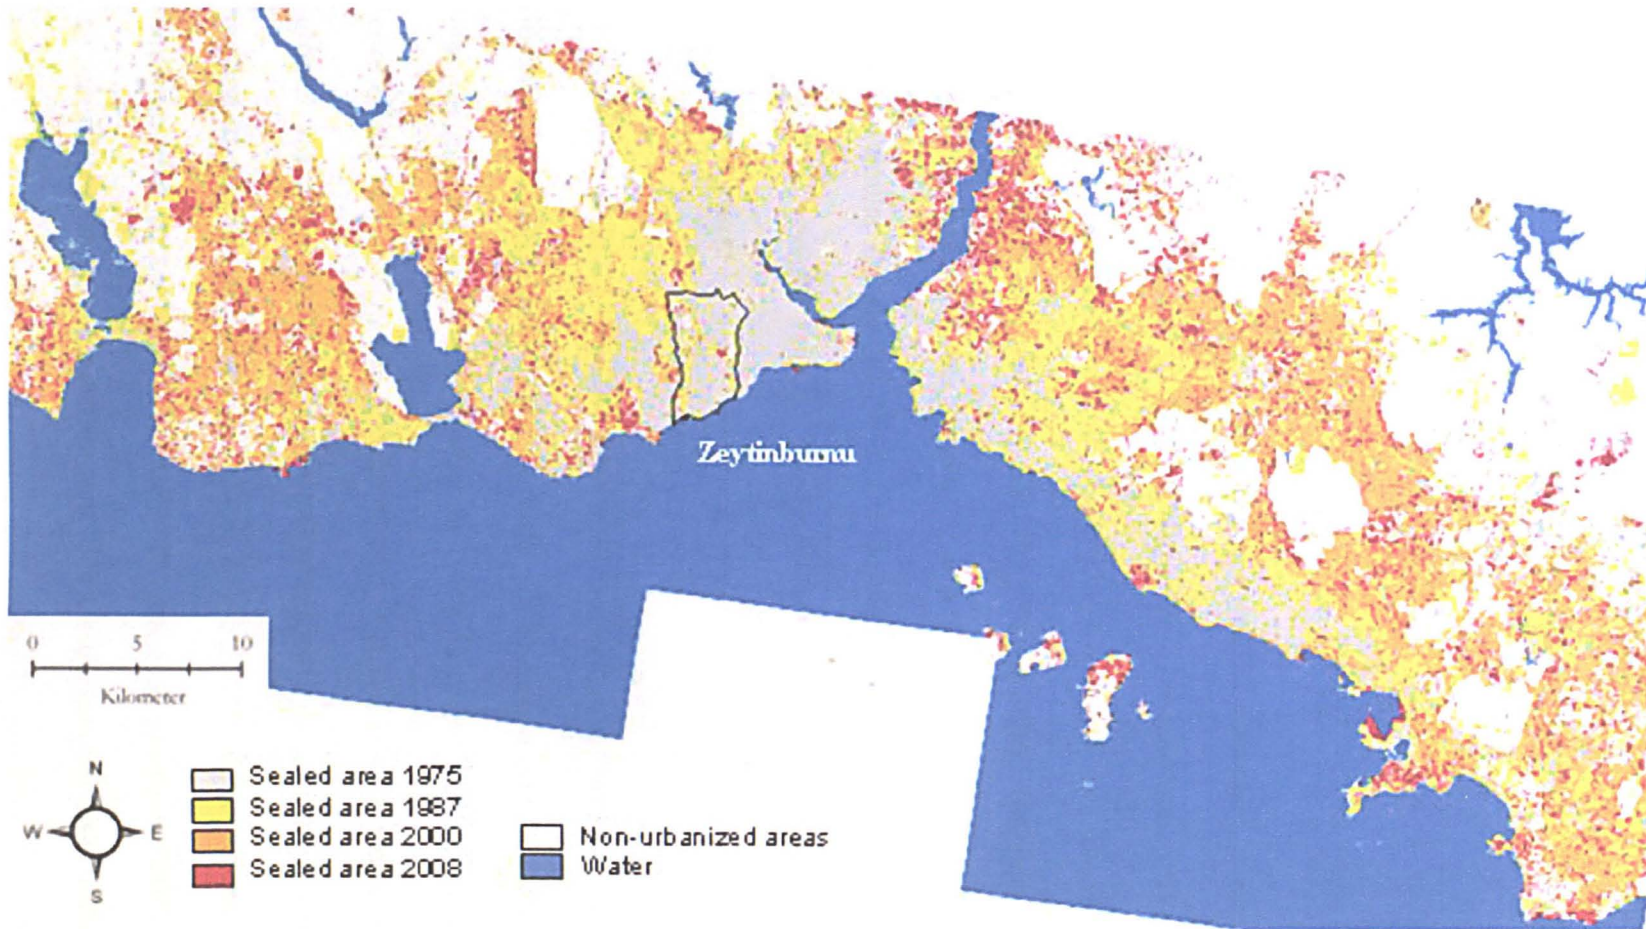 Zeytinburnu
0 5 10
Kilometer
N
W E
S
Sealed area 1975
Sealed area 1987
Sealed area 2000
Sealed area 2008
Non-urbanized areas
Water